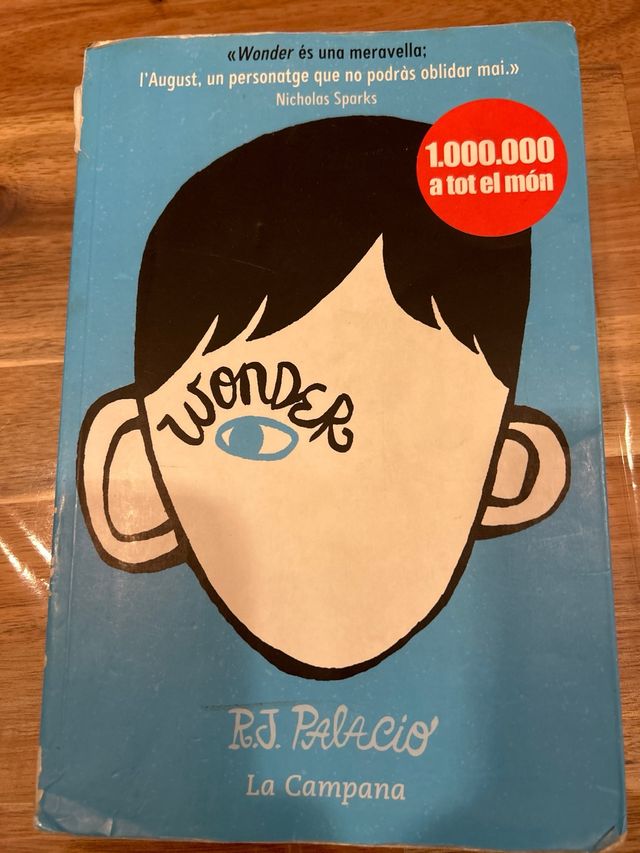 «Wonder és una meravella;
l'August, un personatge que no podràs oblidar mai.»
Nicholas Sparks
1.000.000
a tot el món
WONDER
R.J. PALACIO
La Campana